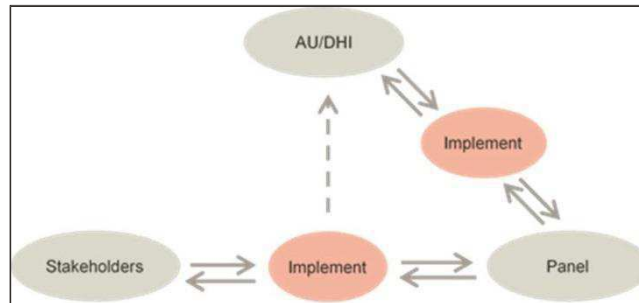 AU/DHI
Implement
Stakeholders
Implement
Panel